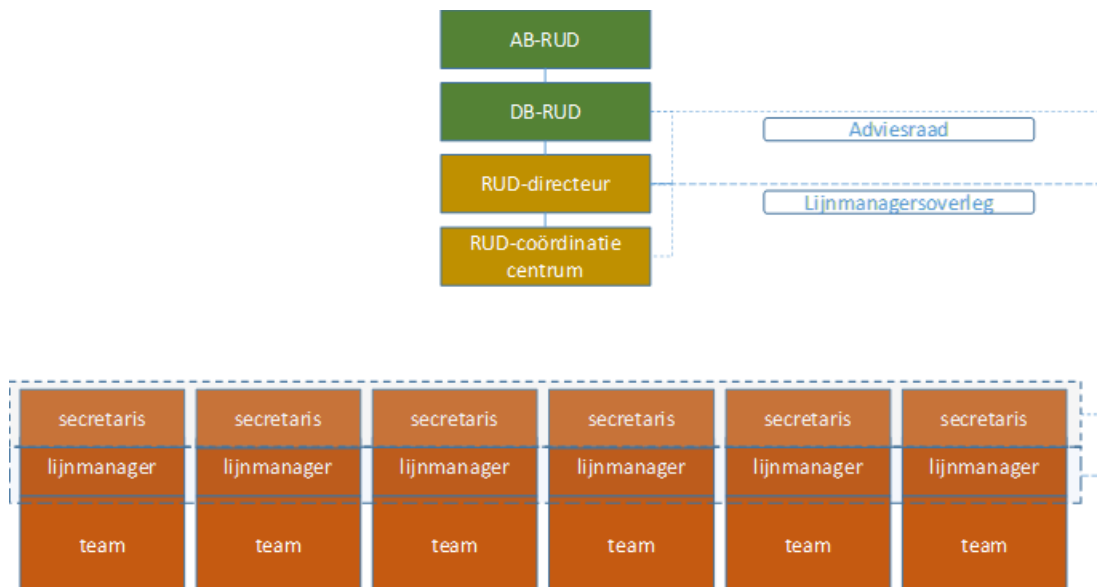 AB-RUD
DB-RUD
Adviesraad
RUD-directeur
Lijnmanagersoverleg
RUD-coördinatie
centrum
secretaris secretaris secretaris secretaris secretaris secretaris
lijnmanager lijnmanager lijnmanager lijnmanager lijnmanager lijnmanager
team team team team team team